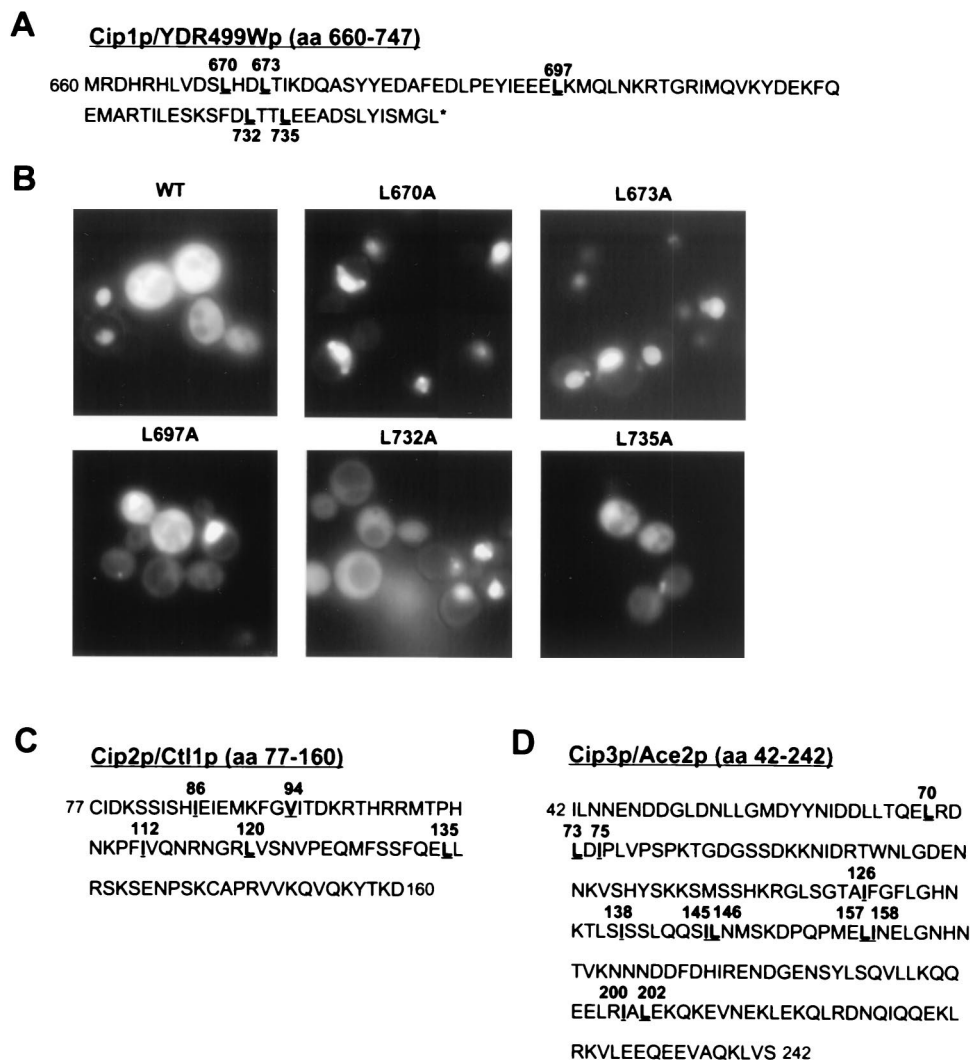 A
Cip1p/YDR499Wp (aa 660-747)
670 673 697
660 MRDHRHLVDSLHDLTIKDQASYYEDAFEDLPEYIEEELKMQLNKRTGRIMQVKYDEKFQ
EMARTILESKSFDLTTLEEADSLYISMGL*
732 735
B
WT L670A L673A
L697A L732A L735A
C
Cip2p/Ctl1p (aa 77-160)
86 94
77 CIDKSSISHIEIEMKFGVITDKRTHRRMTPH
112 120 135
NKPFIVQNRNGRLVSNVPEQMFSSFQELL
RSKSENPSKCAPRVVKQVQKYTKD160
D
Cip3p/Ace2p (aa 42-242)
70
42 ILNNENDDGLDNLLGMDYYNIDDLLTQELRD
73 75
LDIPLVPSPKTGDGSSDKKNIDRTWNLGDEN
126
NKVSHYSKKSMSSHKRGLSGTAIFGFLGHN
138 145 146 157 158
KTLSISSLQQSILNMSKDPQPMELINELGNHN
TVKNNNDDFDHIRENDGENSYLSQVLLKQQ
200 202
EELRIALEKQKEVNEKLEKQLRDNQIQQEKL
RKVLEEQEEVAQKLVS 242